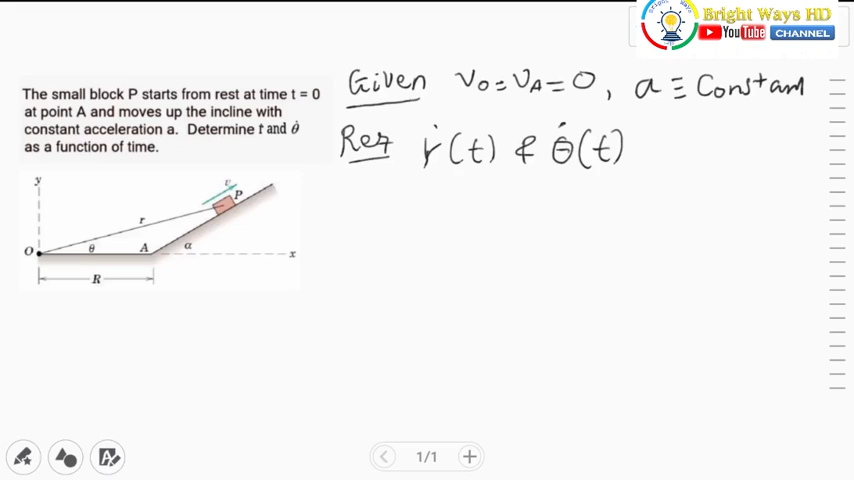 Bright Ways HD
YouTube CHANNEL
Given v₀ = v_A = 0, a ≡ Constant
The small block P starts from rest at time t = 0
at point A and moves up the incline with
constant acceleration a. Determine ṙ and θ̇
as a function of time.
Req ṙ(t) & θ̇(t)
y
υ
P
r
O
θ
A
α
x
R
1/1